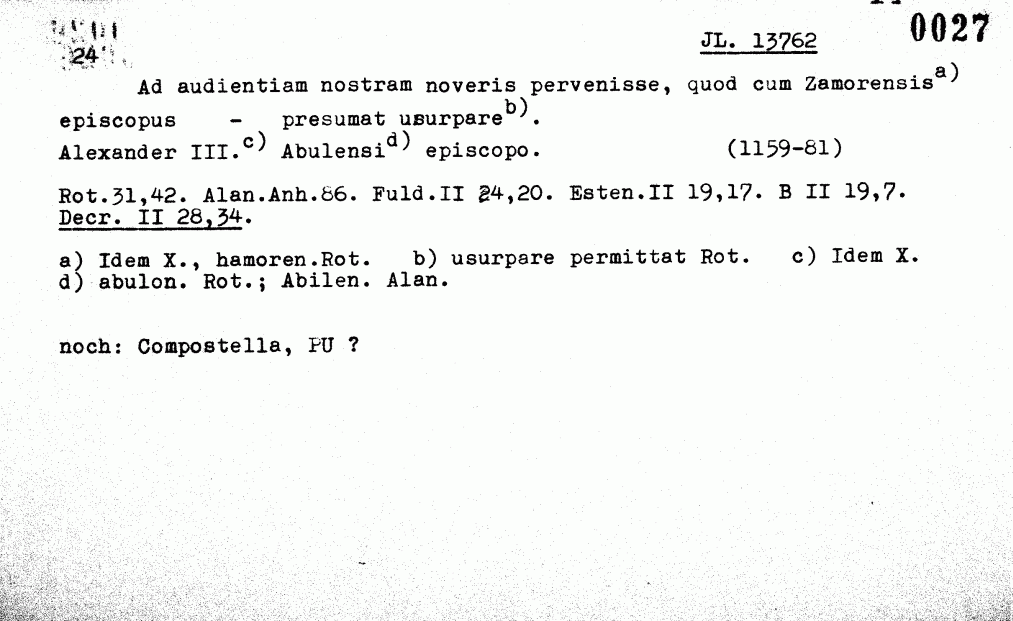 0027
JL. 13762
24
Ad audientiam nostram noveris pervenisse, quod cum Zamorensis a)
episcopus - presumat usurpare b).
Alexander III. c) Abulensi d) episcopo. (1159-81)
Rot.31,42. Alan.Anh.86. Fuld.II 24,20. Esten.II 19,17. B II 19,7.
Decr. II 28,34.
a) Idem X., hamoren.Rot. b) usurpare permittat Rot. c) Idem X.
d) abulon. Rot.; Abilen. Alan.
noch: Compostella, PU ?